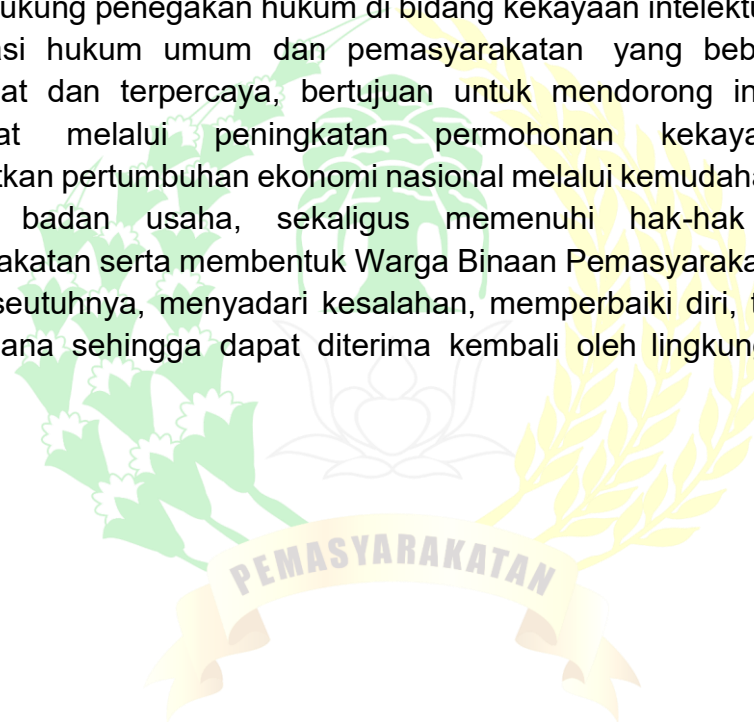 ukung penegakan hukum di bidang kekayaan intelektu
asi hukum umum dan pemasyarakatan yang beb
at dan terpercaya, bertujuan untuk mendorong in
at melalui peningkatan permohonan kekaya
tkan pertumbuhan ekonomi nasional melalui kemudaha
badan usaha, sekaligus memenuhi hak-hak
akatan serta membentuk Warga Binaan Pemasyaraka
seutuhnya, menyadari kesalahan, memperbaiki diri, t
ana sehingga dapat diterima kembali oleh lingkung
PEMASYARAKATAN